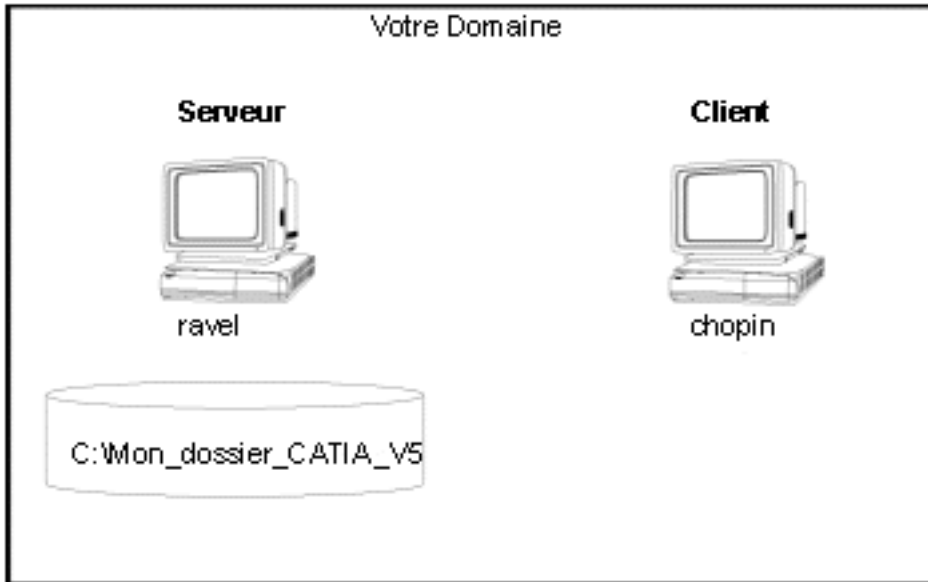 Votre Domaine
Serveur
Client
ravel
chopin
C:\Mon_dossier_CATIA_V5